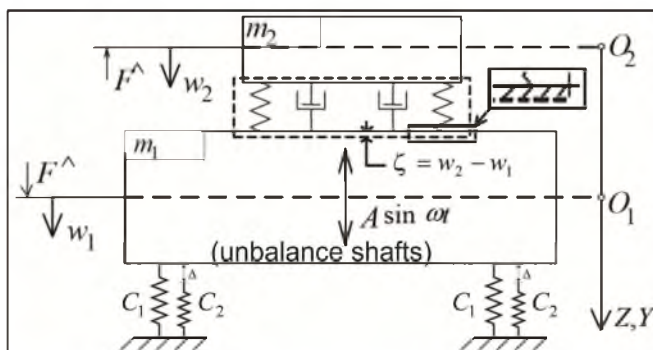 m₂
O₂
F^
w₂
m₁
ζ = w₂ − w₁
F^
w₁
A sin ωt
O₁
(unbalance shafts)
Δ
Δ
C₁
C₂
C₁
C₂
Z,Y